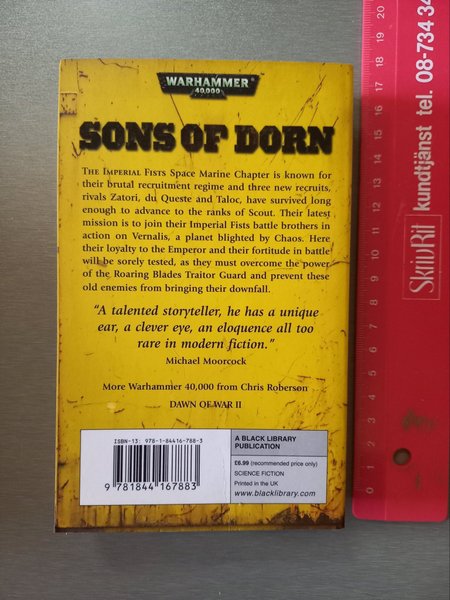 WARHAMMER
40,000
SONS OF DORN
The Imperial Fists Space Marine Chapter is known for
their brutal recruitment regime and three new recruits,
rivals Zatori, du Queste and Taloc, have survived long
enough to advance to the ranks of Scout. Their latest
mission is to join their Imperial Fists battle brothers in
action on Vernalis, a planet blighted by Chaos. Here
their loyalty to the Emperor and their fortitude in battle
will be sorely tested, as they must overcome the power
of the Roaring Blades Traitor Guard and prevent these
old enemies from bringing their downfall.
"A talented storyteller, he has a unique
ear, a clever eye, an eloquence all too
rare in modern fiction."
Michael Moorcock
More Warhammer 40,000 from Chris Roberson
DAWN OF WAR II
ISBN-13: 978-1-84416-788-3
9 781844 167883
A BLACK LIBRARY
PUBLICATION
£6.99 (recommended price only)
SCIENCE FICTION
Printed in the UK
www.blacklibrary.com
0 1 2 3 4 5 6 7 8 9 10 11 12 13 14 15 16 17 18 19 20
SkrivRit kundtjänst tel. 08-734 34